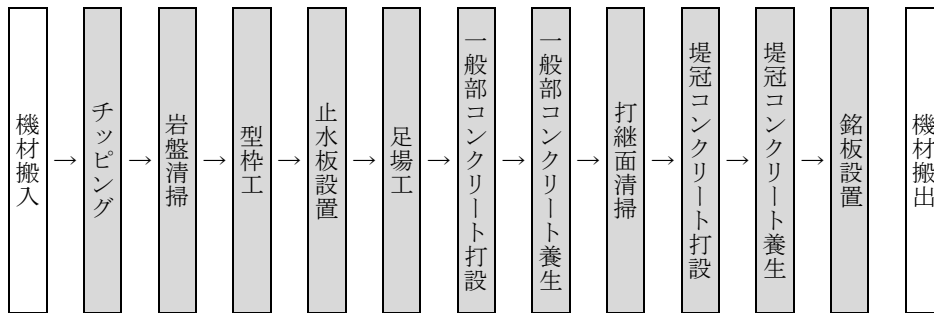 機材搬入
→
チッピング
→
岩盤清掃
→
型枠工
→
止水板設置
→
足場工
→
一般部コンクリート打設
→
一般部コンクリート養生
→
打継面清掃
→
堤冠コンクリート打設
→
堤冠コンクリート養生
→
銘板設置
機材搬出